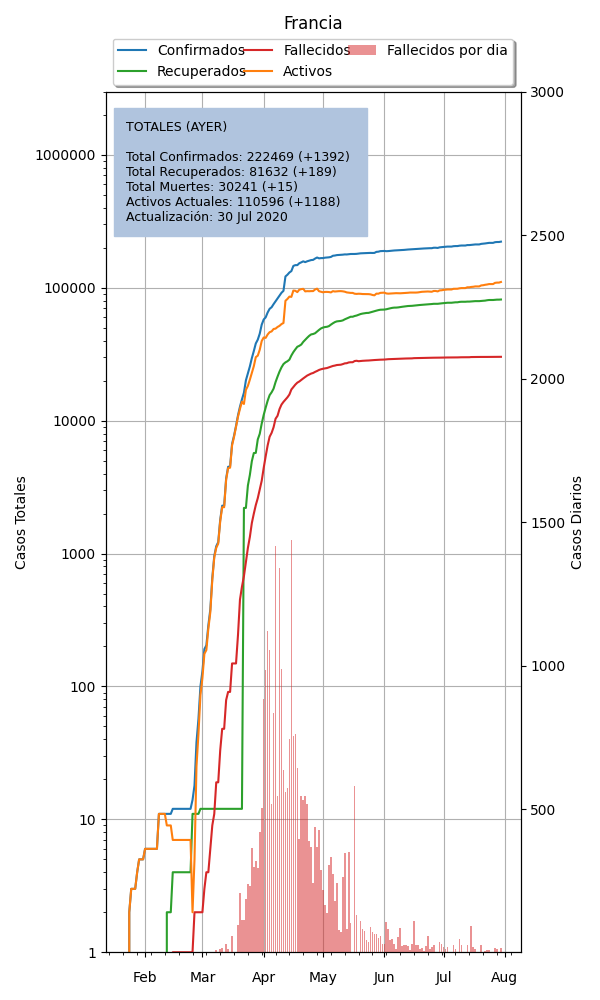 Francia
Confirmados Fallecidos Fallecidos por dia
Recuperados Activos
TOTALES (AYER)
Total Confirmados: 222469 (+1392)
Total Recuperados: 81632 (+189)
Total Muertes: 30241 (+15)
Activos Actuales: 110596 (+1188)
Actualización: 30 Jul 2020
Casos Totales
1000000
100000
10000
1000
100
10
1
3000
2500
2000
1500
1000
500
Casos Diarios
Feb Mar Apr May Jun Jul Aug